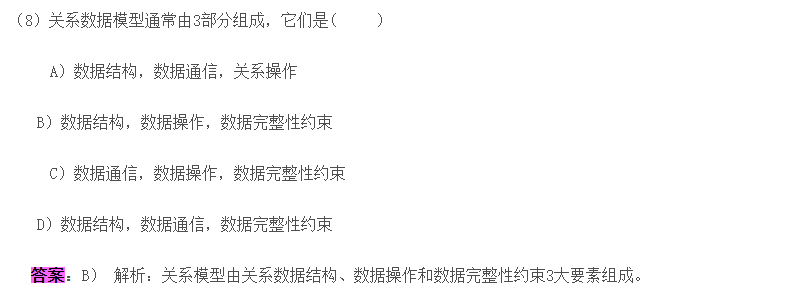 (8) 关系数据模型通常由3部分组成，它们是(    )
A) 数据结构，数据通信，关系操作
B) 数据结构，数据操作，数据完整性约束
C) 数据通信，数据操作，数据完整性约束
D) 数据结构，数据通信，数据完整性约束
答案：B) 解析：关系模型由关系数据结构、数据操作和数据完整性约束3大要素组成。